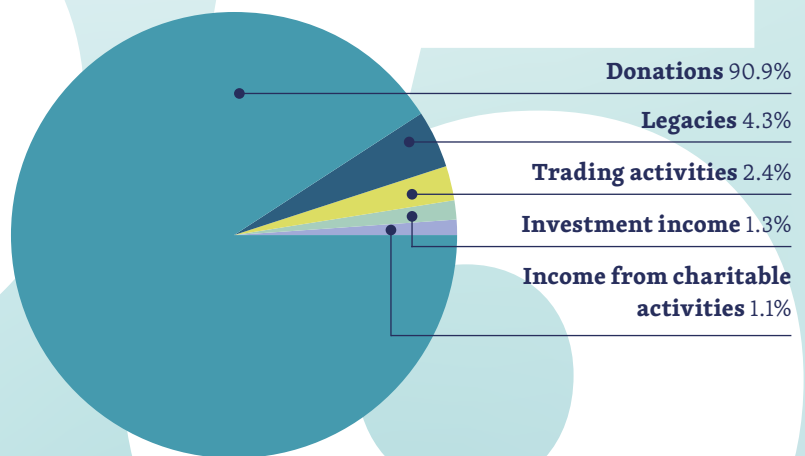 Donations 90.9%
Legacies 4.3%
Trading activities 2.4%
Investment income 1.3%
Income from charitable
activities 1.1%